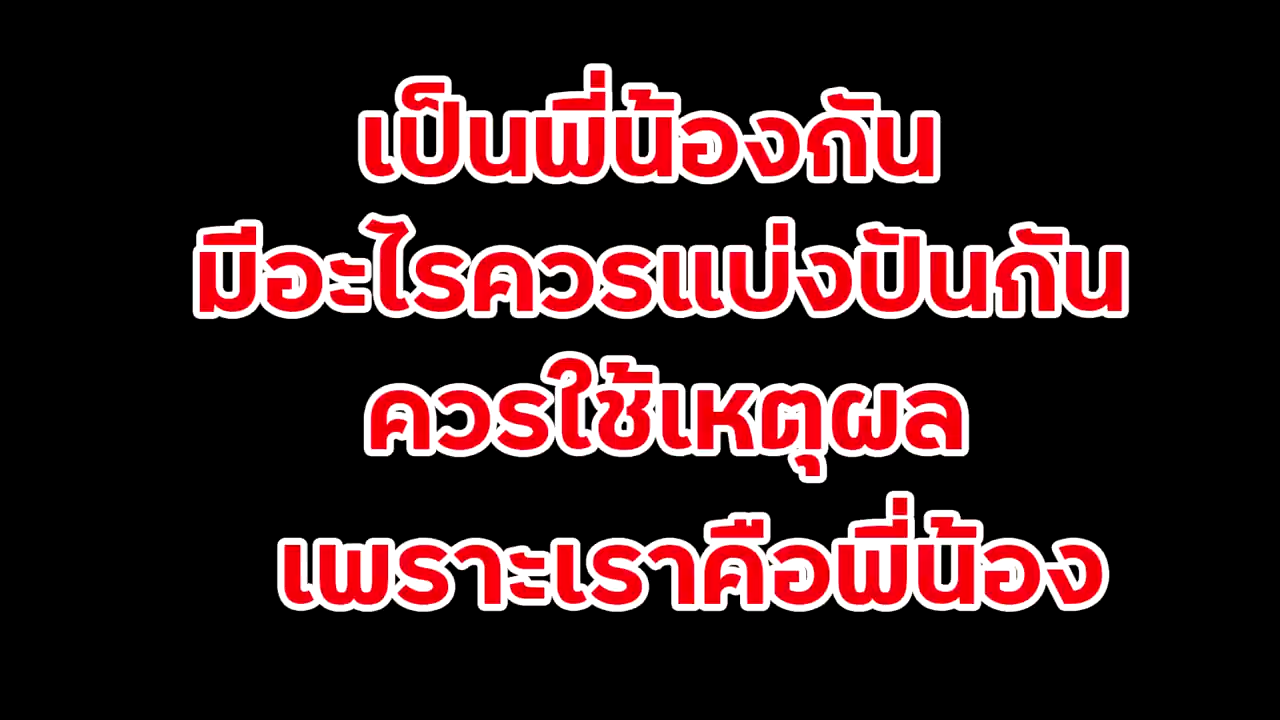 เป็นพี่น้องกัน
มีอะไรควรแบ่งปันกัน
ควรใช้เหตุผล
เพราะเราคือพี่น้อง